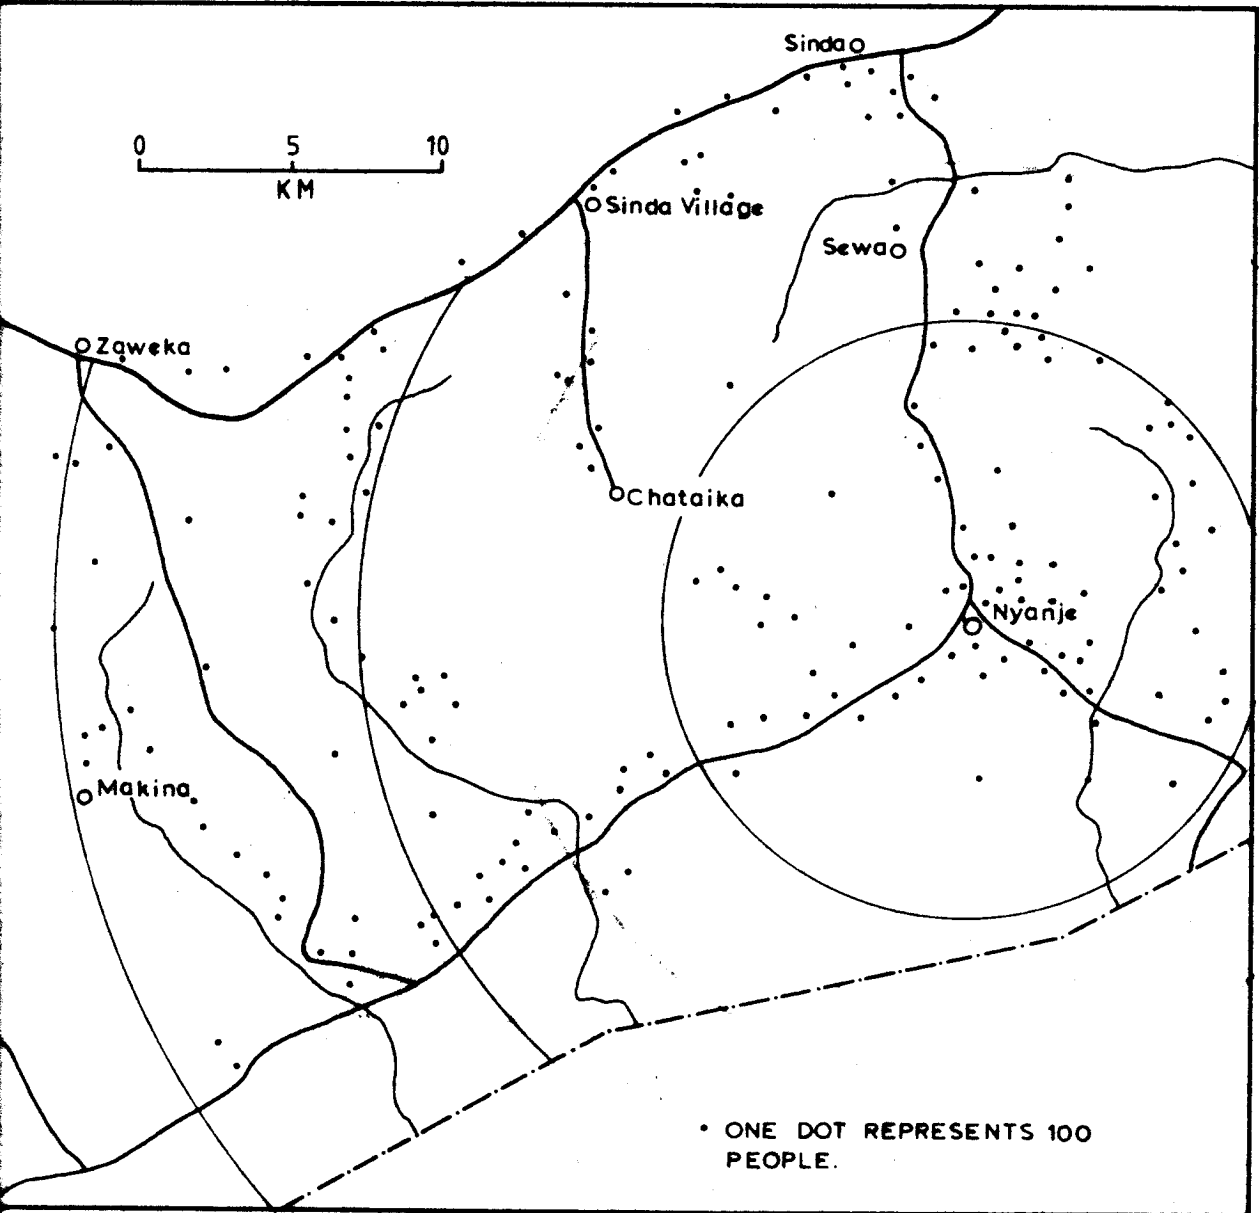 Sinda
0 5 10
KM
Sinda Village
Sewa
Zaweka
Chataika
Nyanje
Makina
• ONE DOT REPRESENTS 100
PEOPLE.